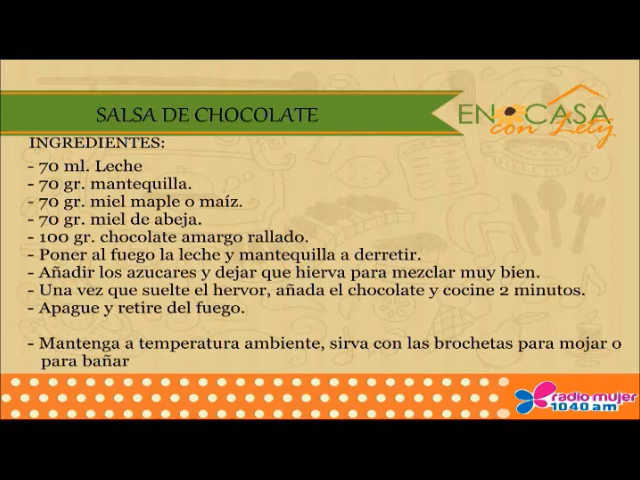 SALSA DE CHOCOLATE
EN CASA
con Lety
INGREDIENTES:
- 70 ml. Leche
- 70 gr. mantequilla.
- 70 gr. miel maple o maíz.
- 70 gr. miel de abeja.
- 100 gr. chocolate amargo rallado.
- Poner al fuego la leche y mantequilla a derretir.
- Añadir los azucares y dejar que hierva para mezclar muy bien.
- Una vez que suelte el hervor, añada el chocolate y cocine 2 minutos.
- Apague y retire del fuego.
- Mantenga a temperatura ambiente, sirva con las brochetas para mojar o
para bañar
radio mujer
1040 am